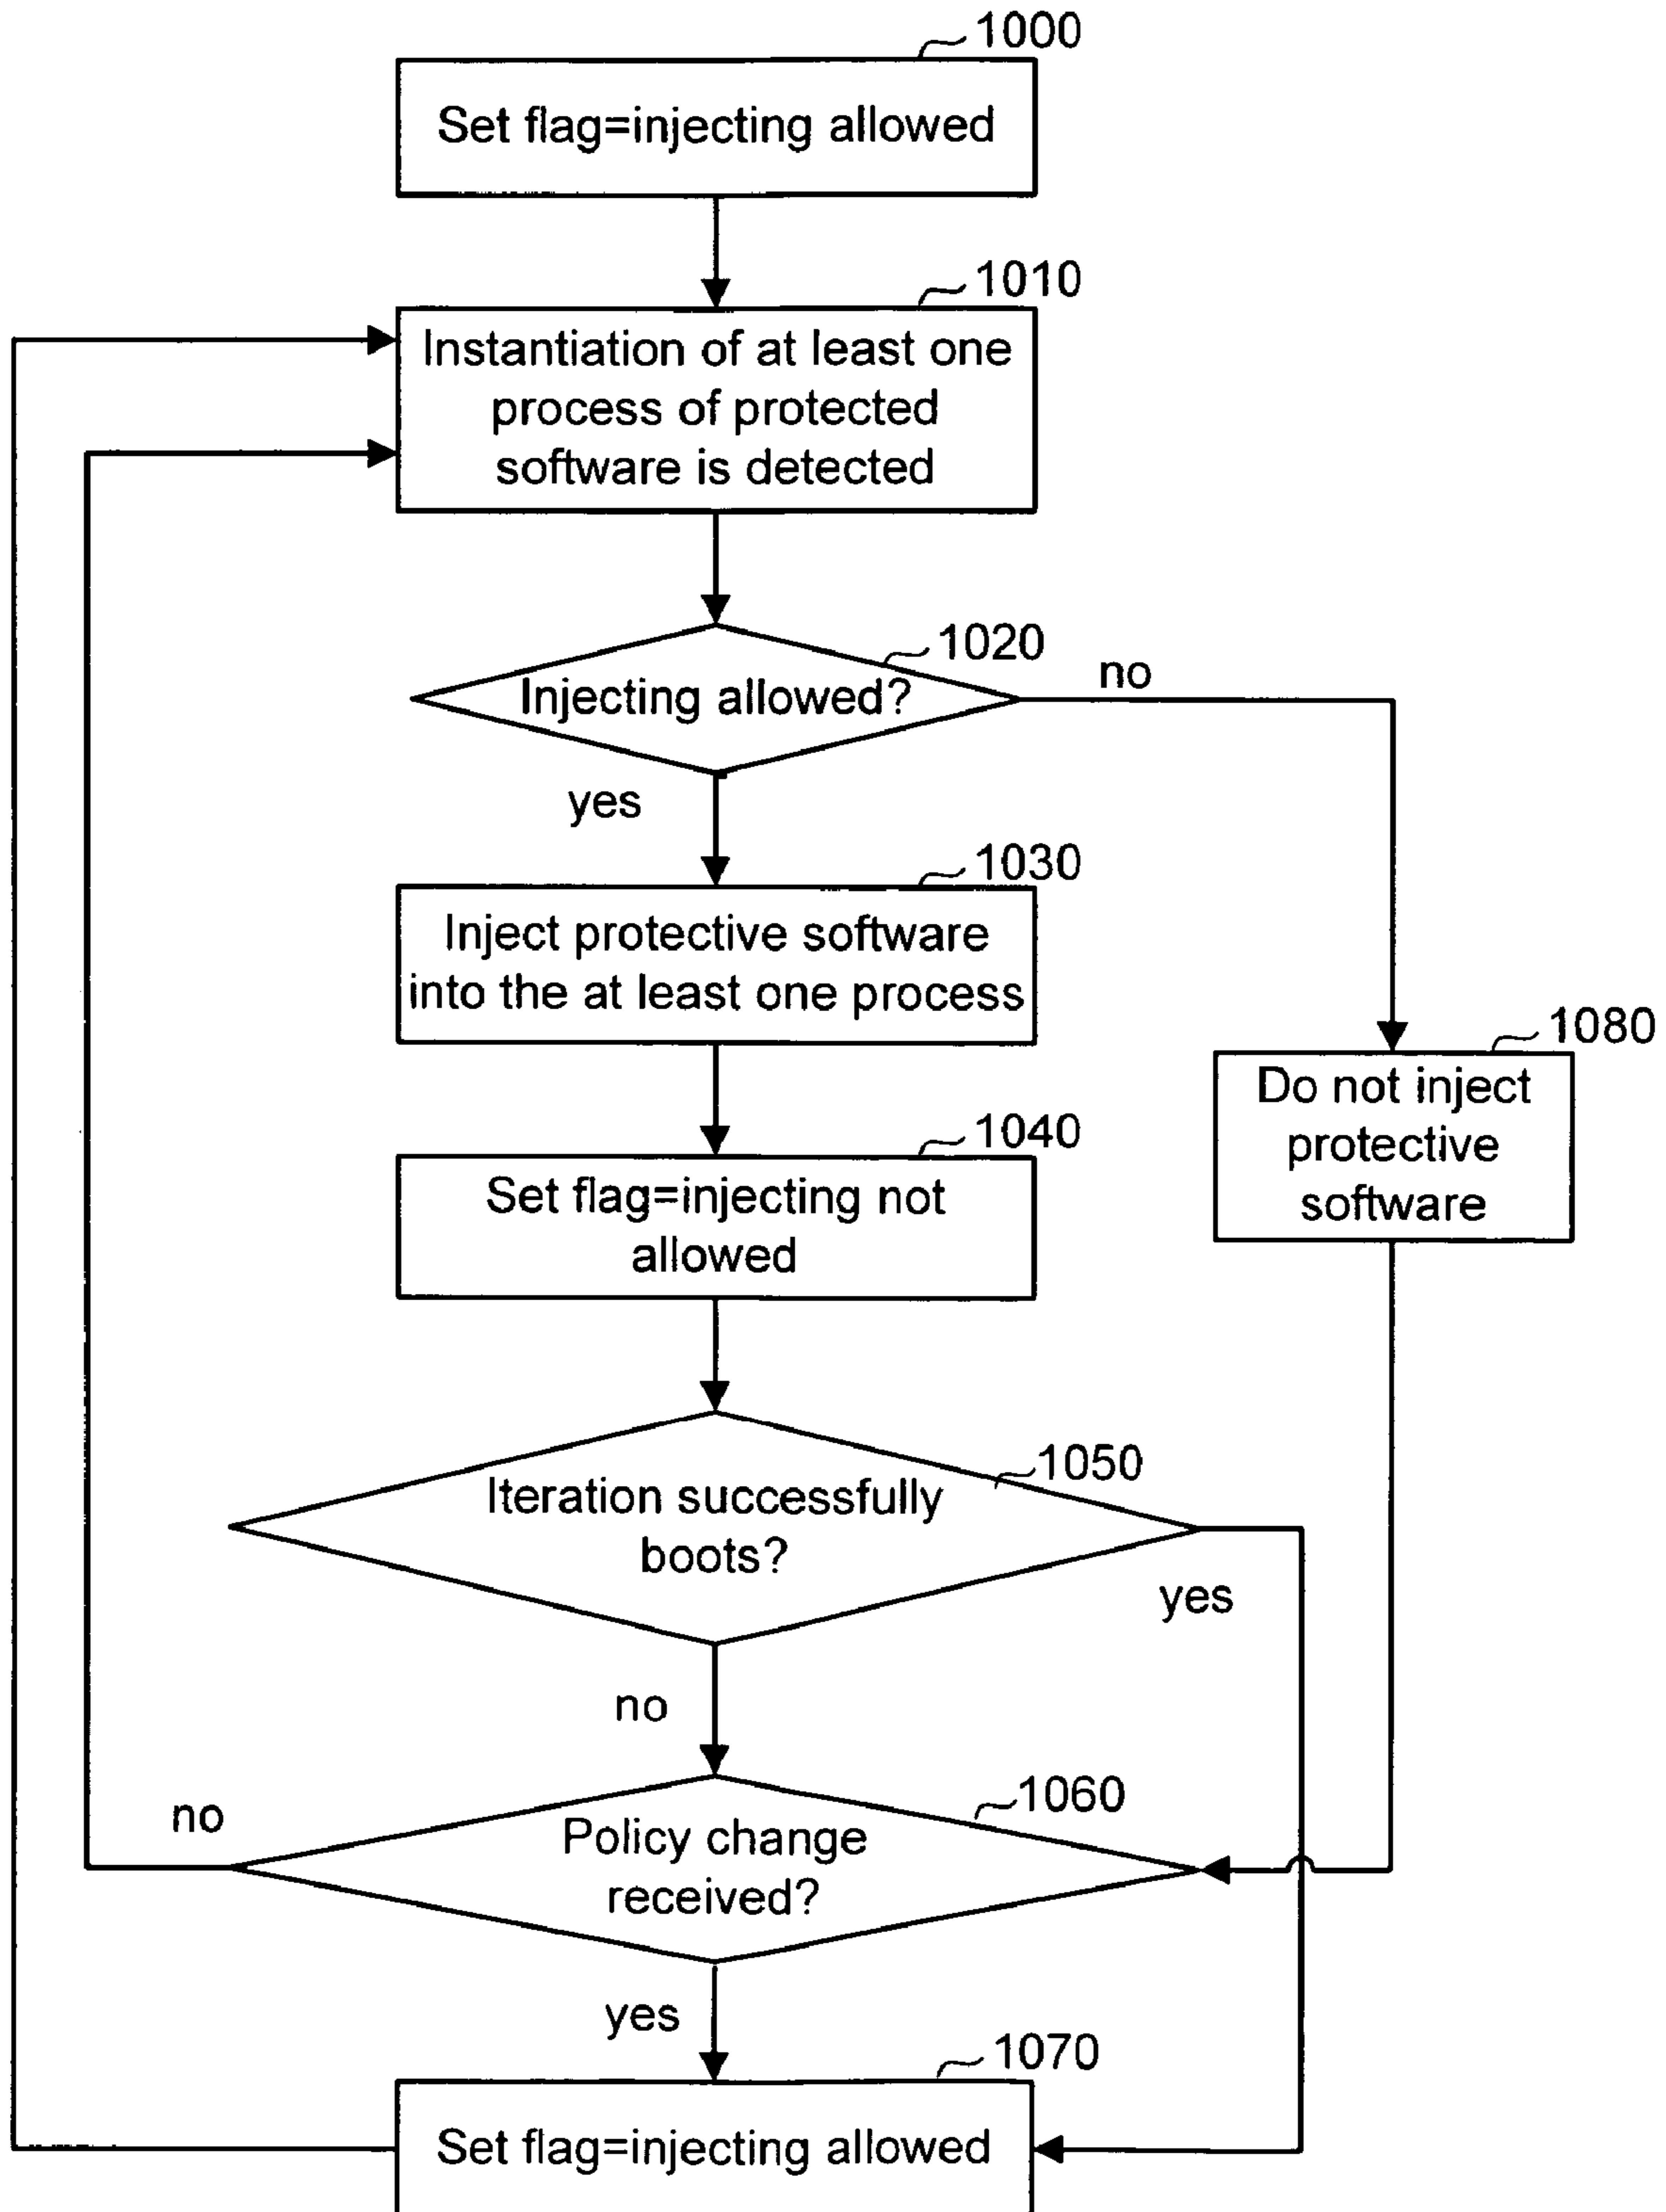 1000
Set flag=injecting allowed
1010
Instantiation of at least one
process of protected
software is detected
1020
Injecting allowed?
no
yes
1030
Inject protective software
into the at least one process
1080
Do not inject
protective
software
1040
Set flag=injecting not
allowed
1050
Iteration successfully
boots?
yes
no
1060
Policy change
received?
no
yes
1070
Set flag=injecting allowed